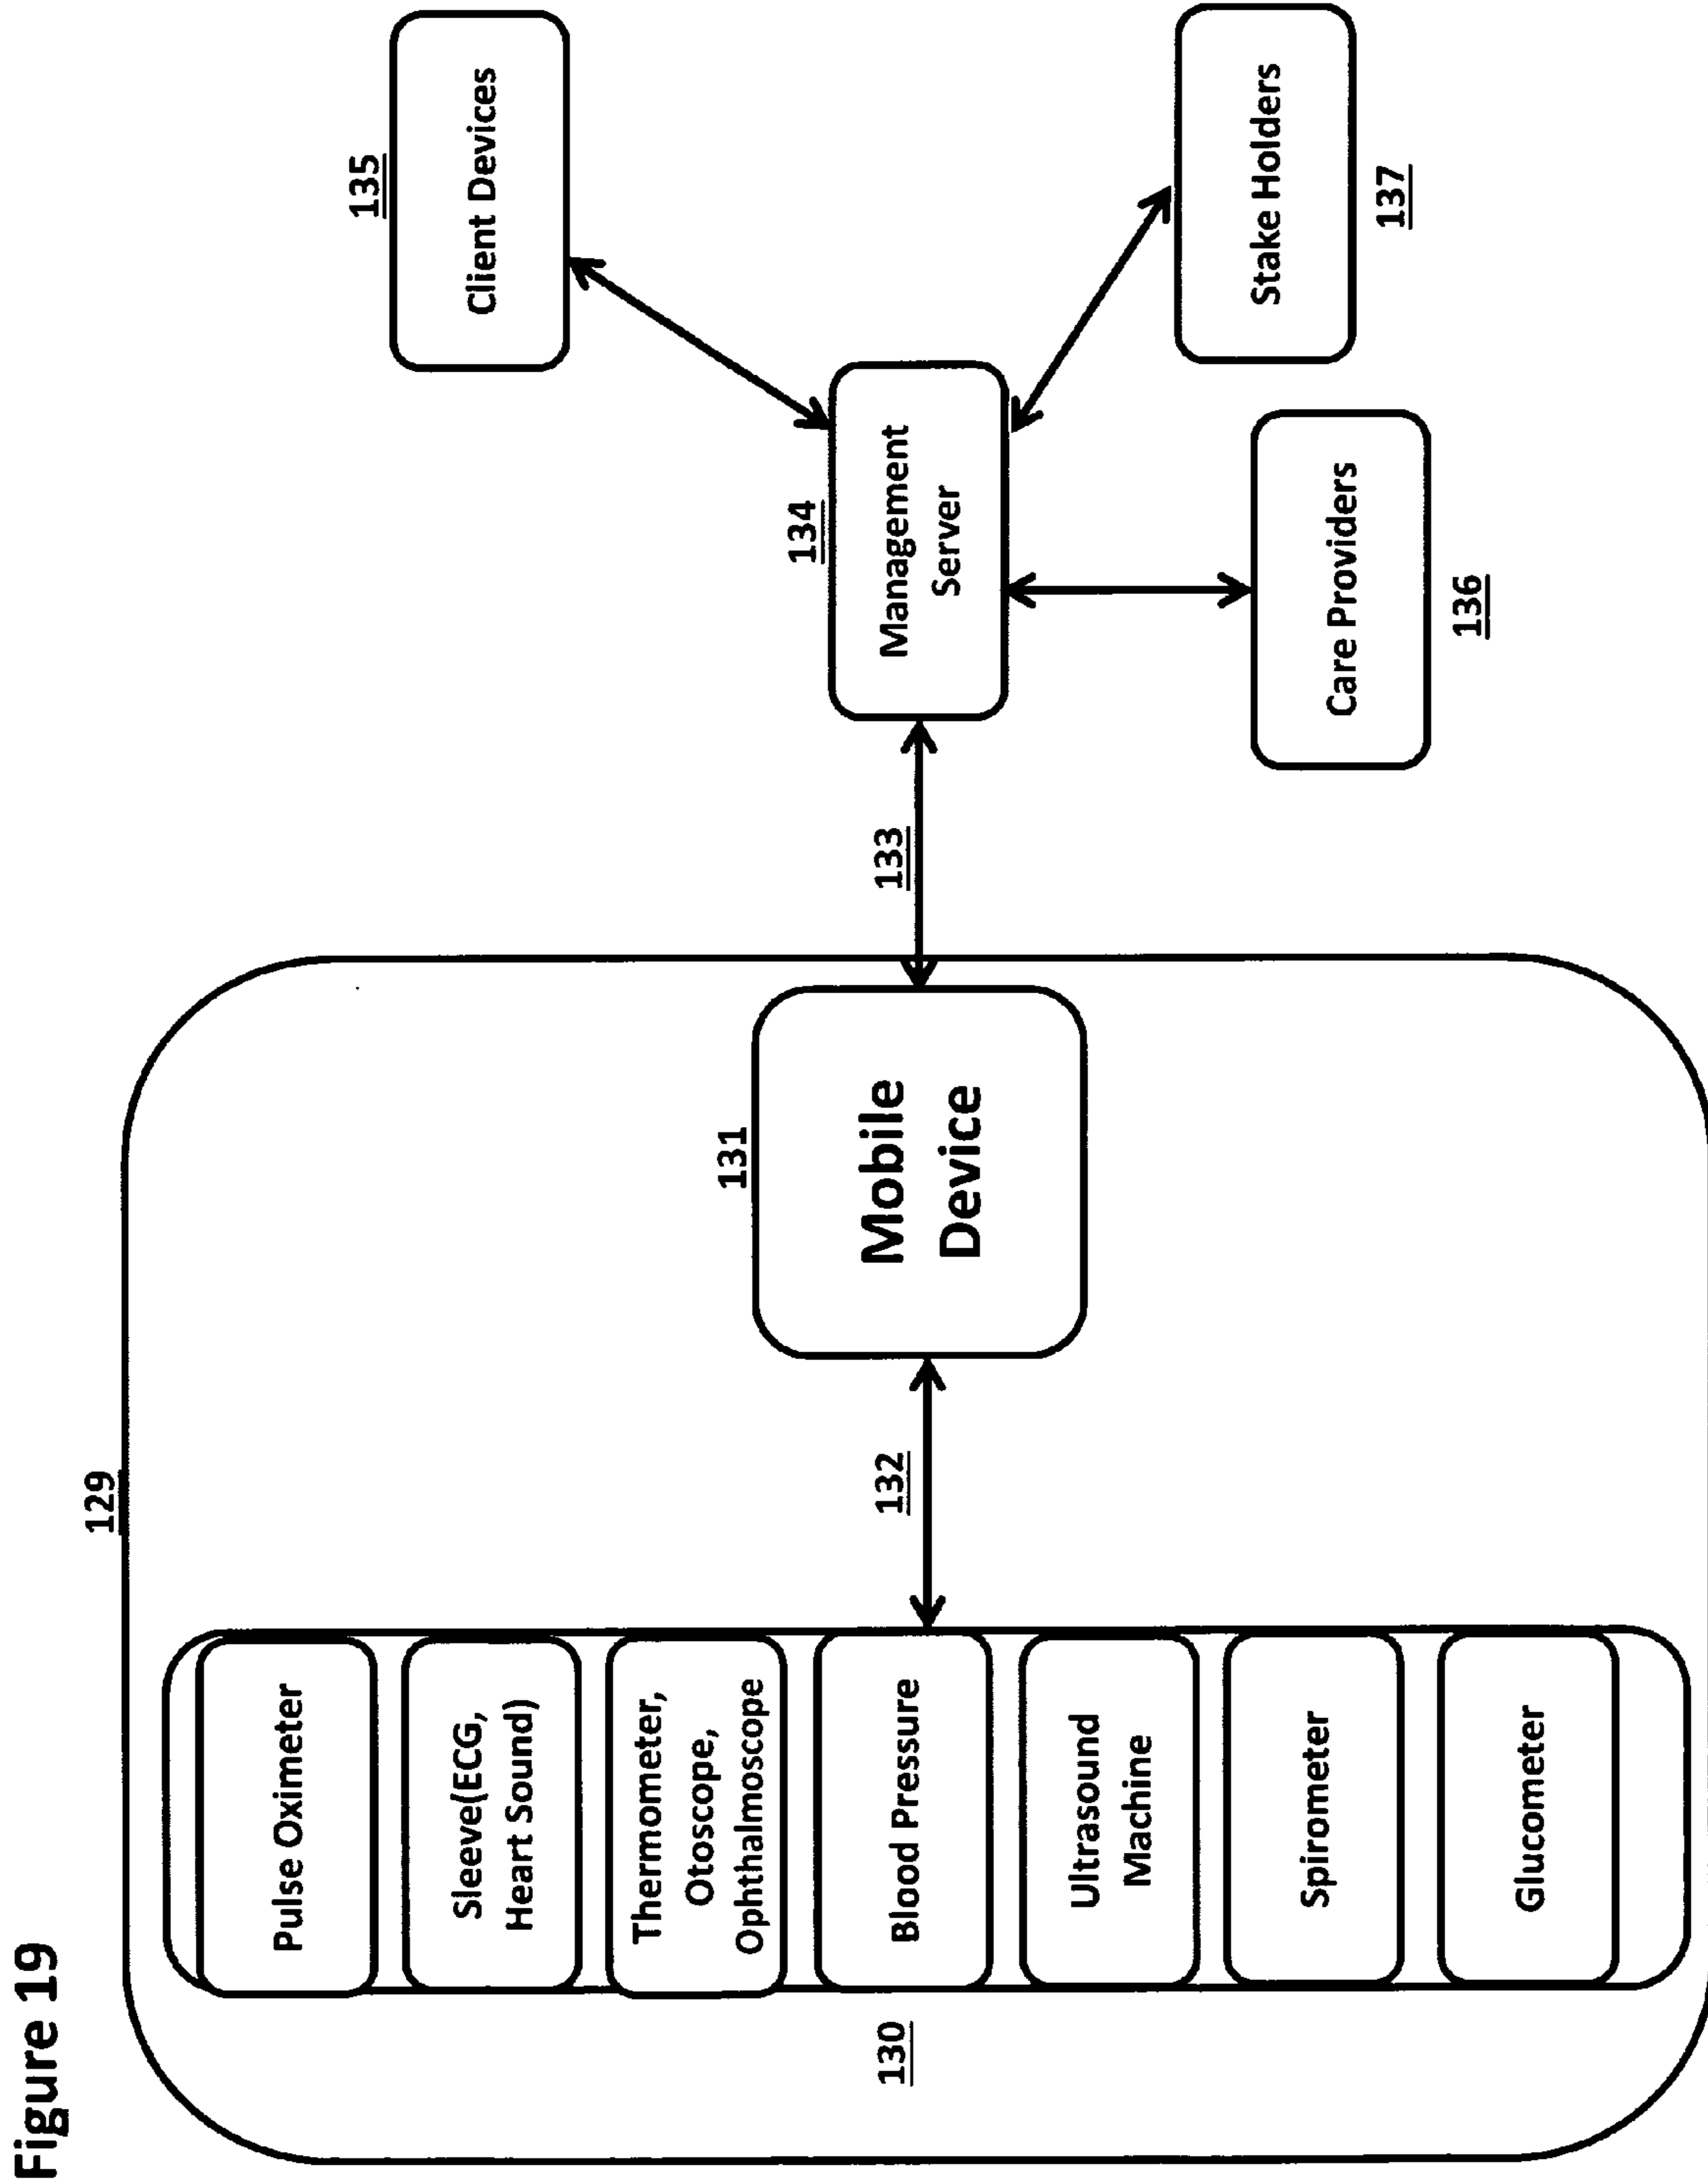 Figure 19
129
130
Pulse Oximeter
Sleeve(ECG,
Heart Sound)
Thermometer,
Otoscope,
Ophthalmoscope
Blood Pressure
Ultrasound
Machine
Spirometer
Glucometer
132
131
Mobile
Device
133
134
Management
Server
135
Client Devices
Care Providers
136
Stake Holders
137